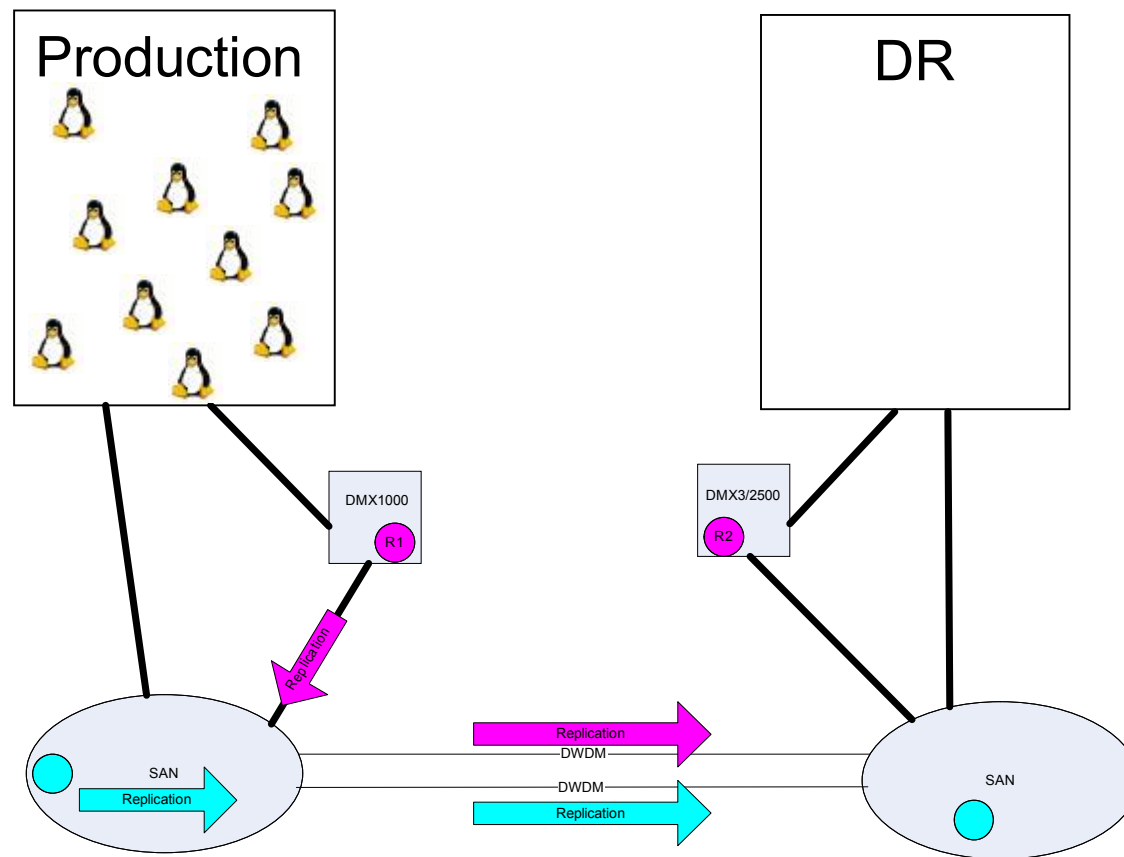 Production
DR
DMX1000
R1
DMX3/2500
R2
Replication
SAN
Replication
Replication
DWDM
DWDM
Replication
SAN